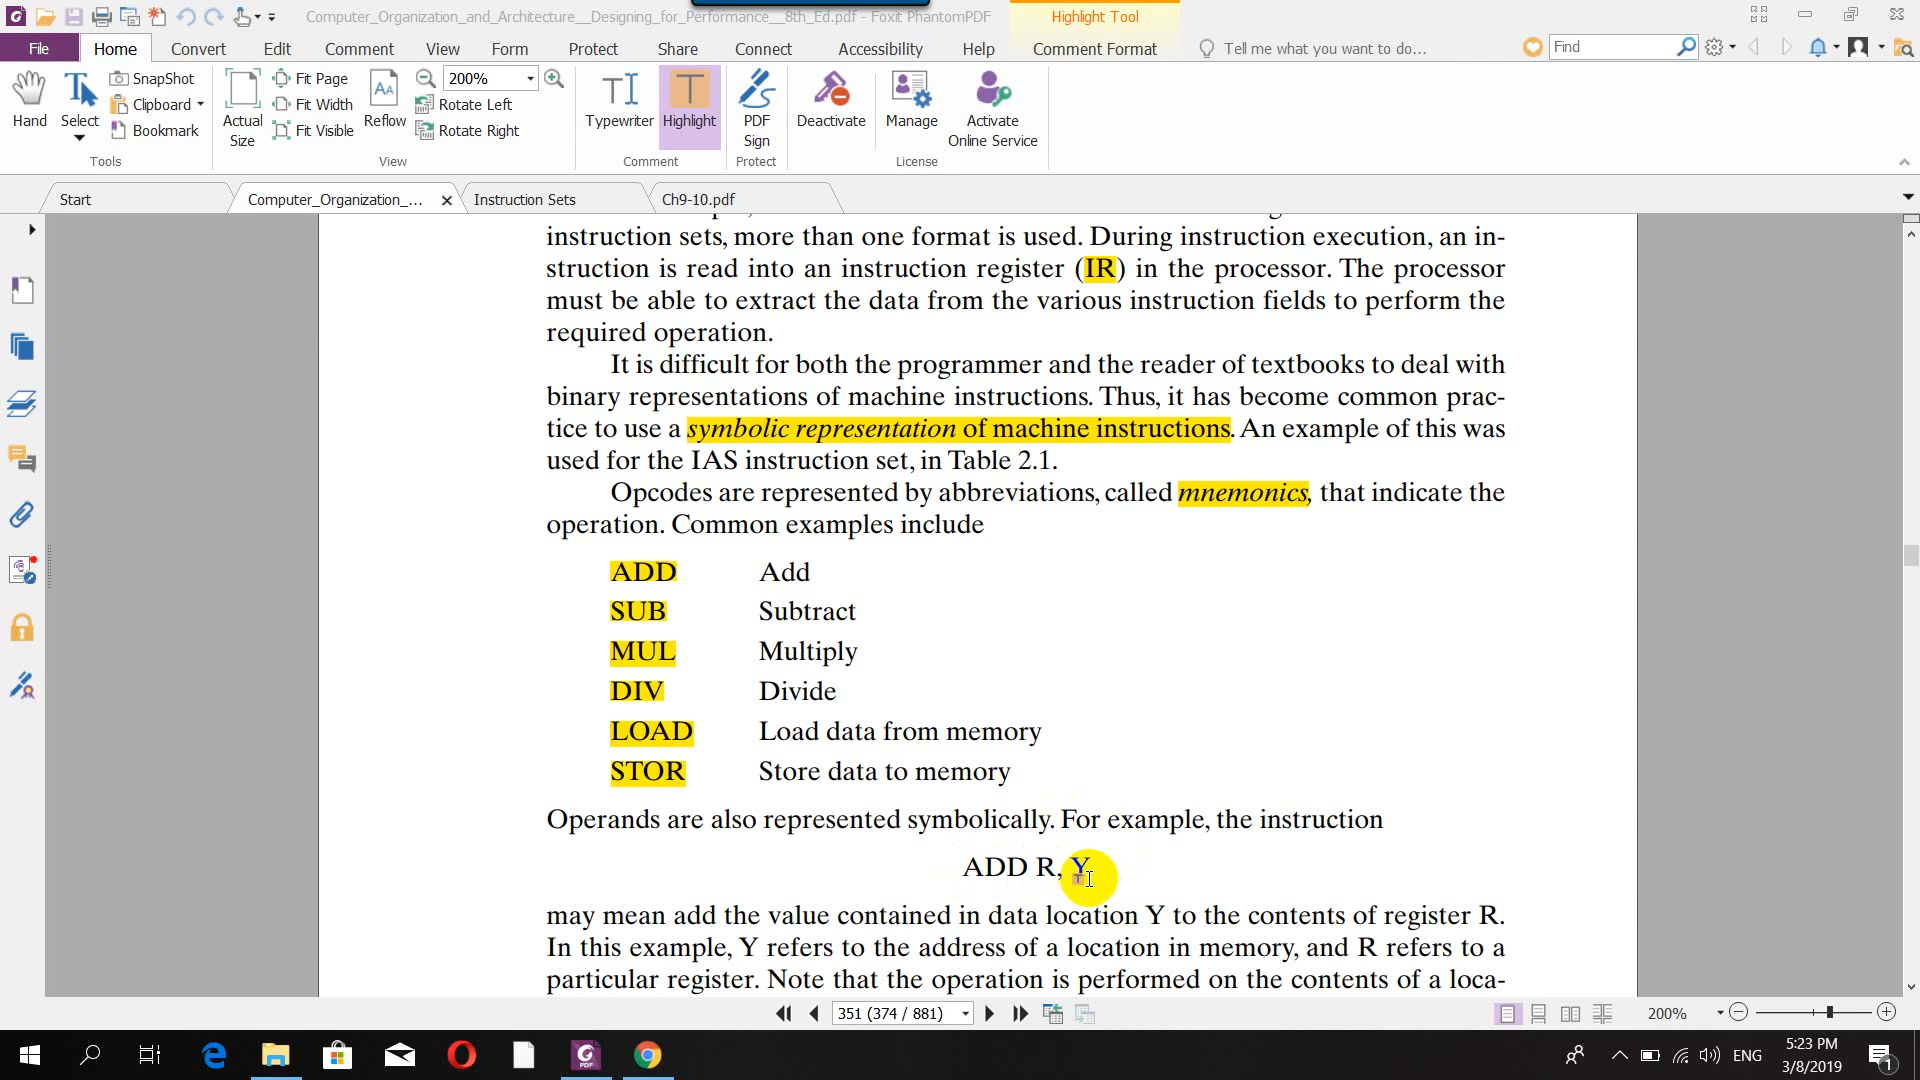 Computer_Organization_and_Architecture__Designing_for_Performance__8th_Ed.pdf - Foxit PhantomPDF
Highlight Tool
File Home Convert Edit Comment View Form Protect Share Connect Accessibility Help Comment Format Tell me what you want to do... Find
SnapShot
Clipboard
Bookmark
Hand Select
Tools
Actual Size
Fit Page
Fit Width
Fit Visible
Reflow
200%
Rotate Left
Rotate Right
View
Typewriter Highlight
Comment
PDF Sign
Protect
Deactivate Manage Activate Online Service
License
Start Computer_Organization_... Instruction Sets Ch9-10.pdf
instruction sets, more than one format is used. During instruction execution, an in-
struction is read into an instruction register (IR) in the processor. The processor
must be able to extract the data from the various instruction fields to perform the
required operation.
It is difficult for both the programmer and the reader of textbooks to deal with
binary representations of machine instructions. Thus, it has become common prac-
tice to use a symbolic representation of machine instructions. An example of this was
used for the IAS instruction set, in Table 2.1.
Opcodes are represented by abbreviations, called mnemonics, that indicate the
operation. Common examples include
ADD Add
SUB Subtract
MUL Multiply
DIV Divide
LOAD Load data from memory
STOR Store data to memory
Operands are also represented symbolically. For example, the instruction
ADD R, Y
may mean add the value contained in data location Y to the contents of register R.
In this example, Y refers to the address of a location in memory, and R refers to a
particular register. Note that the operation is performed on the contents of a loca-
351 (374 / 881) 200%
ENG 5:23 PM
3/8/2019 1